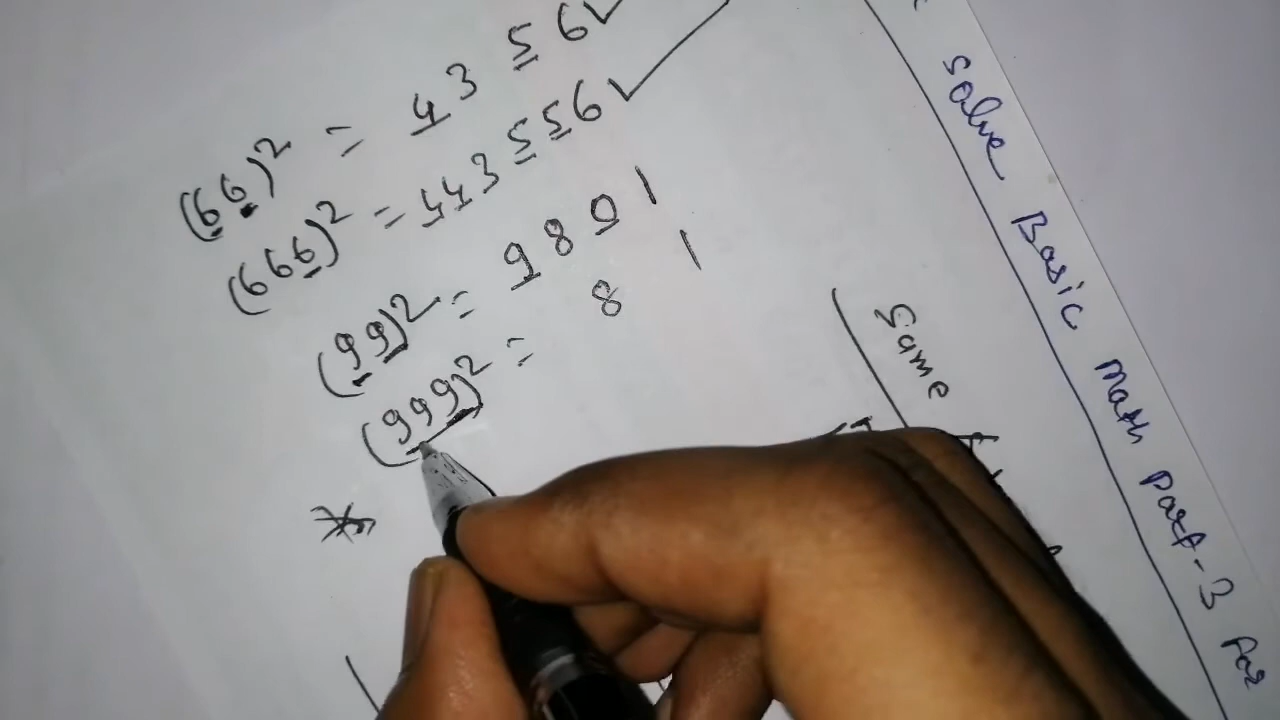 (66)² = 4356
(666)² = 443556
(99)² = 9801
(999)² = 8 1
solve Basic Math Part-3 for
Same